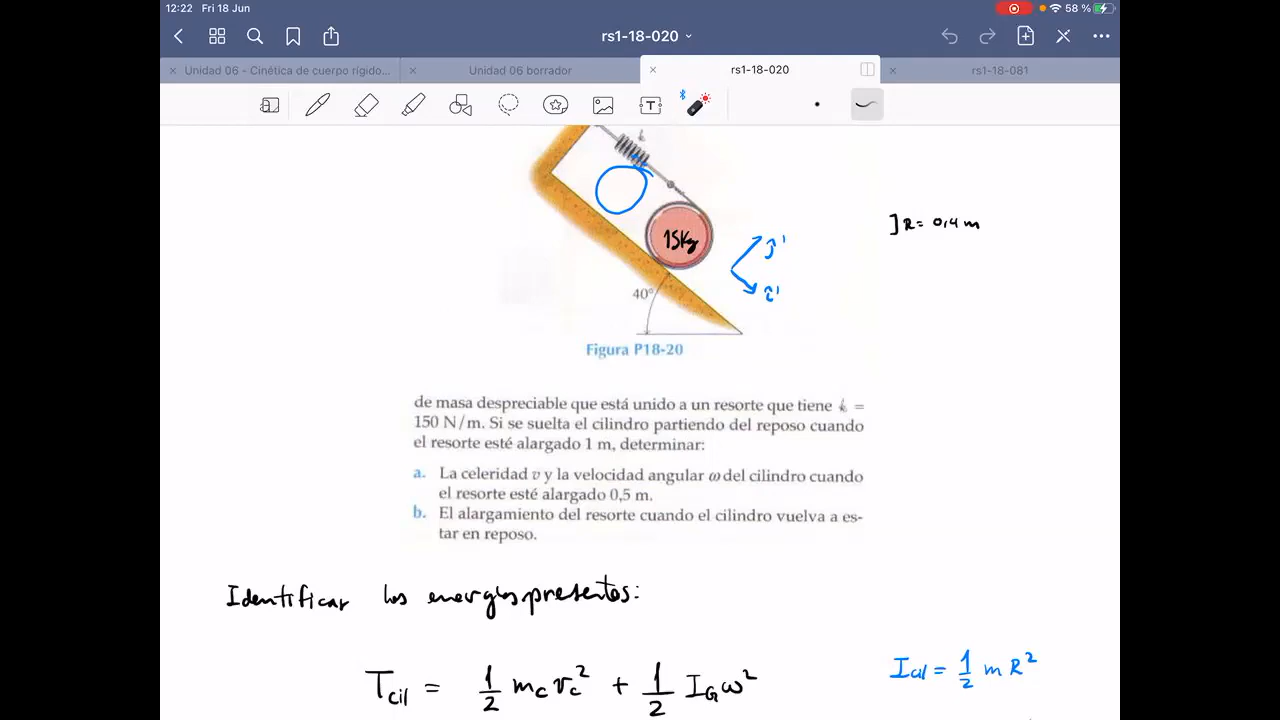 12:22 Fri 18 Jun
58 %
rs1-18-020
Unidad 06 - Cinética de cuerpo rígido...
Unidad 06 borrador
rs1-18-020
rs1-18-081
T
k
15Kg
R = 0,4 m
ĵ'
î'
40°
Figura P18-20
de masa despreciable que está unido a un resorte que tiene k =
150 N/m. Si se suelta el cilindro partiendo del reposo cuando
el resorte esté alargado 1 m, determinar:
a. La celeridad v y la velocidad angular ω del cilindro cuando
el resorte esté alargado 0,5 m.
b. El alargamiento del resorte cuando el cilindro vuelva a es-
tar en reposo.
Identificar las energías presentes:
T_cil = 1/2 m_c v_c² + 1/2 I_G ω²
I_cil = 1/2 m R²